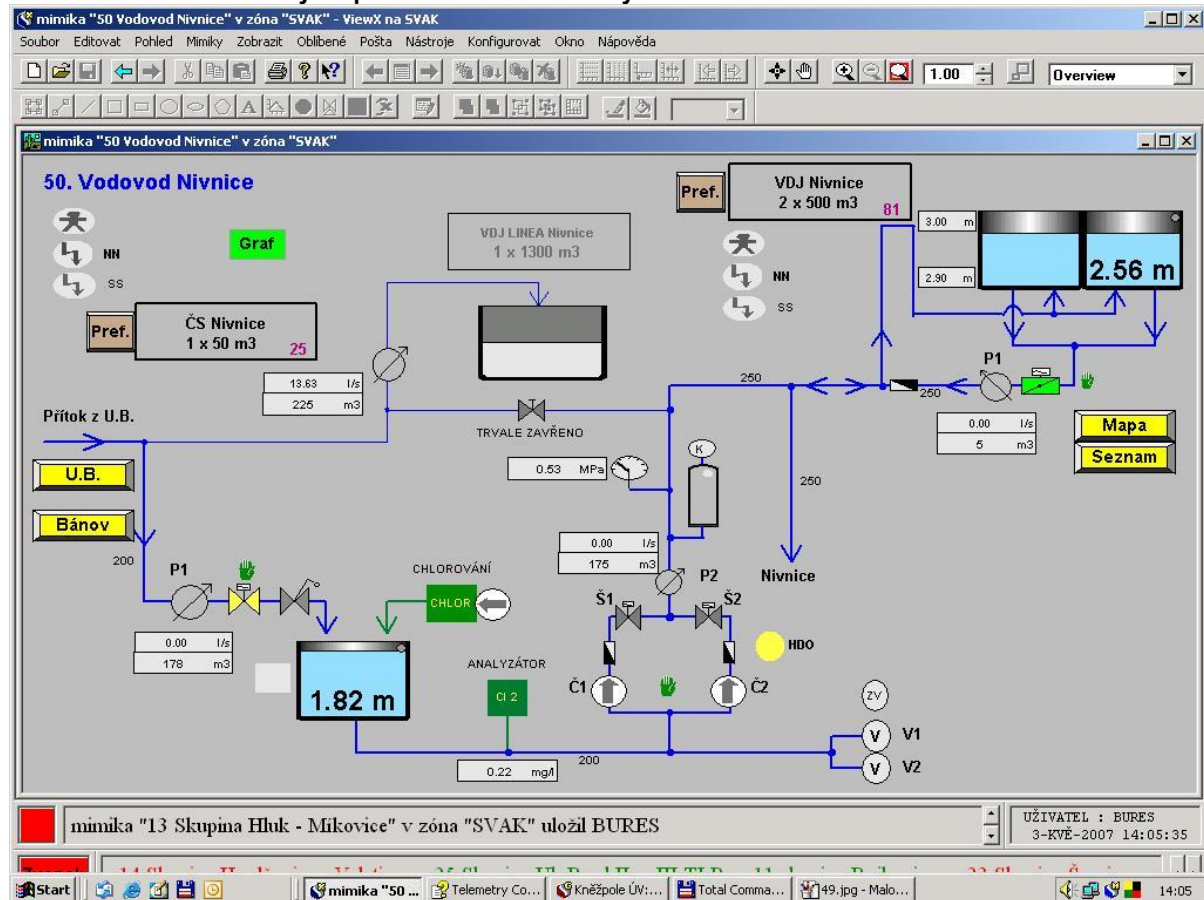 mimika "50 Vodovod Nivnice" v zóna "SVAK" - ViewX na SVAK
Soubor Editovat Pohled Mimiky Zobrazit Oblíbené Pošta Nástroje Konfigurovat Okno Nápověda
1.00 Overview
mimika "50 Vodovod Nivnice" v zóna "SVAK"
50. Vodovod Nivnice
NN
SS
Graf
VDJ LINEA Nivnice
1 x 1300 m3
Pref.
VDJ Nivnice
2 x 500 m3
81
NN
SS
3.00 m
2.90 m
2.56 m
Pref.
ČS Nivnice
1 x 50 m3
25
13.63 l/s
225 m3
Přítok z U.B.
U.B.
Bánov
200
TRVALE ZAVŘENO
0.53 MPa
K
250
250
250
P1
0.00 l/s
5 m3
Mapa
Seznam
0.00 l/s
175 m3
P2
Nivnice
P1
0.00 l/s
178 m3
CHLOROVÁNÍ
CHLOR
1.82 m
ANALYZÁTOR
Cl 2
0.22 mg/l
200
Š1
Š2
HDO
Č1
Č2
ZV
V V1
V V2
mimika "13 Skupina Hluk - Míkovice" v zóna "SVAK" uložil BURES
UŽIVATEL : BURES
3-KVĚ-2007 14:05:35
Start
mimika "50 ...
Telemetry Co...
Kněžpole ÚV:...
Total Comma...
49.jpg - Malo...
14:05